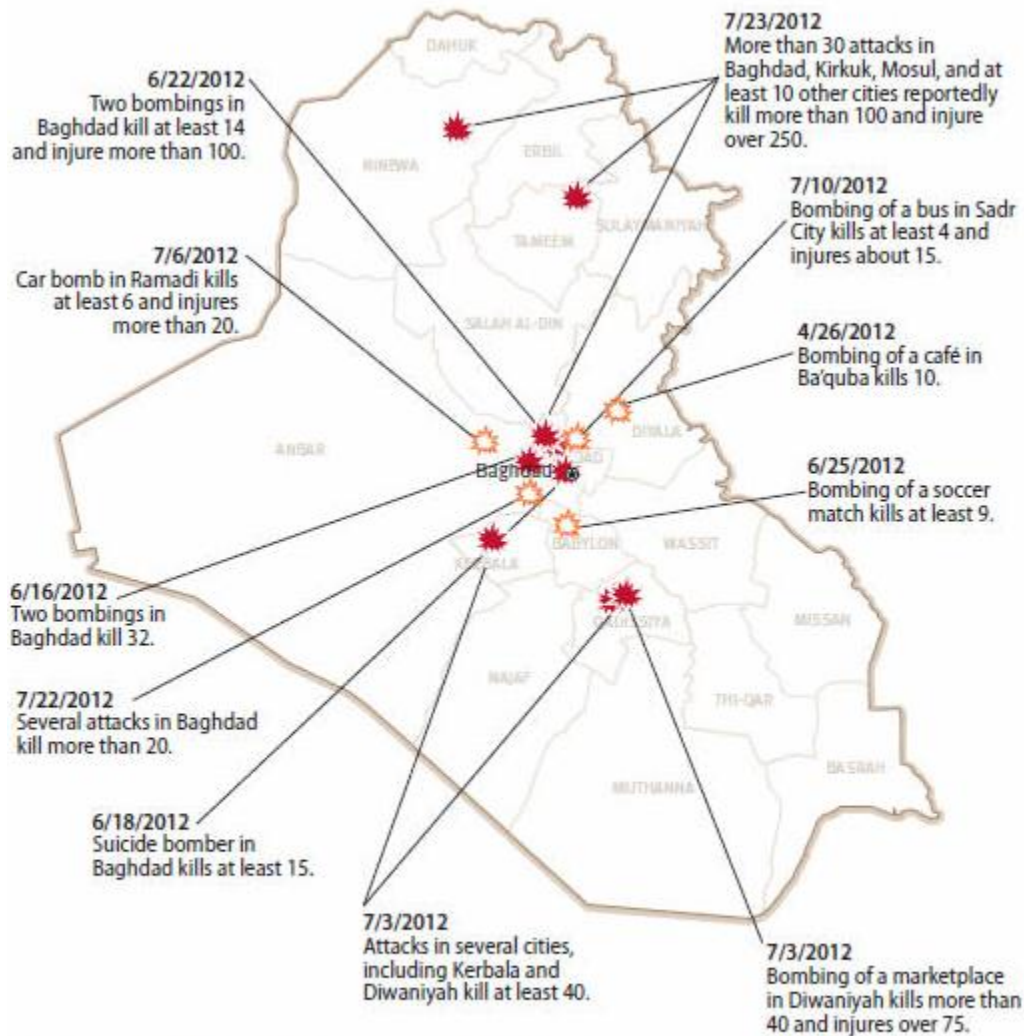 7/23/2012
More than 30 attacks in
Baghdad, Kirkuk, Mosul, and at
least 10 other cities reportedly
kill more than 100 and injure
over 250.
6/22/2012
Two bombings in
Baghdad kill at least 14
and injure more than 100.
7/10/2012
Bombing of a bus in Sadr
City kills at least 4 and
injures about 15.
7/6/2012
Car bomb in Ramadi kills
at least 6 and injures
more than 20.
4/26/2012
Bombing of a café in
Ba'quba kills 10.
6/25/2012
Bombing of a soccer
match kills at least 9.
6/16/2012
Two bombings in
Baghdad kill 32.
7/22/2012
Several attacks in Baghdad
kill more than 20.
6/18/2012
Suicide bomber in
Baghdad kills at least 15.
7/3/2012
Attacks in several cities,
including Kerbala and
Diwaniyah kill at least 40.
7/3/2012
Bombing of a marketplace
in Diwaniyah kills more than
40 and injures over 75.
DAHUK
NINEWA
ERBIL
TAMEEM
SULAYMANIYAH
SALAH AL-DIN
ANBAR
DIYALA
Baghdad
BABYLON
WASSIT
KERBALA
QADISSIYA
MISSAN
NAJAF
THI-QAR
MUTHANNA
BASRAH